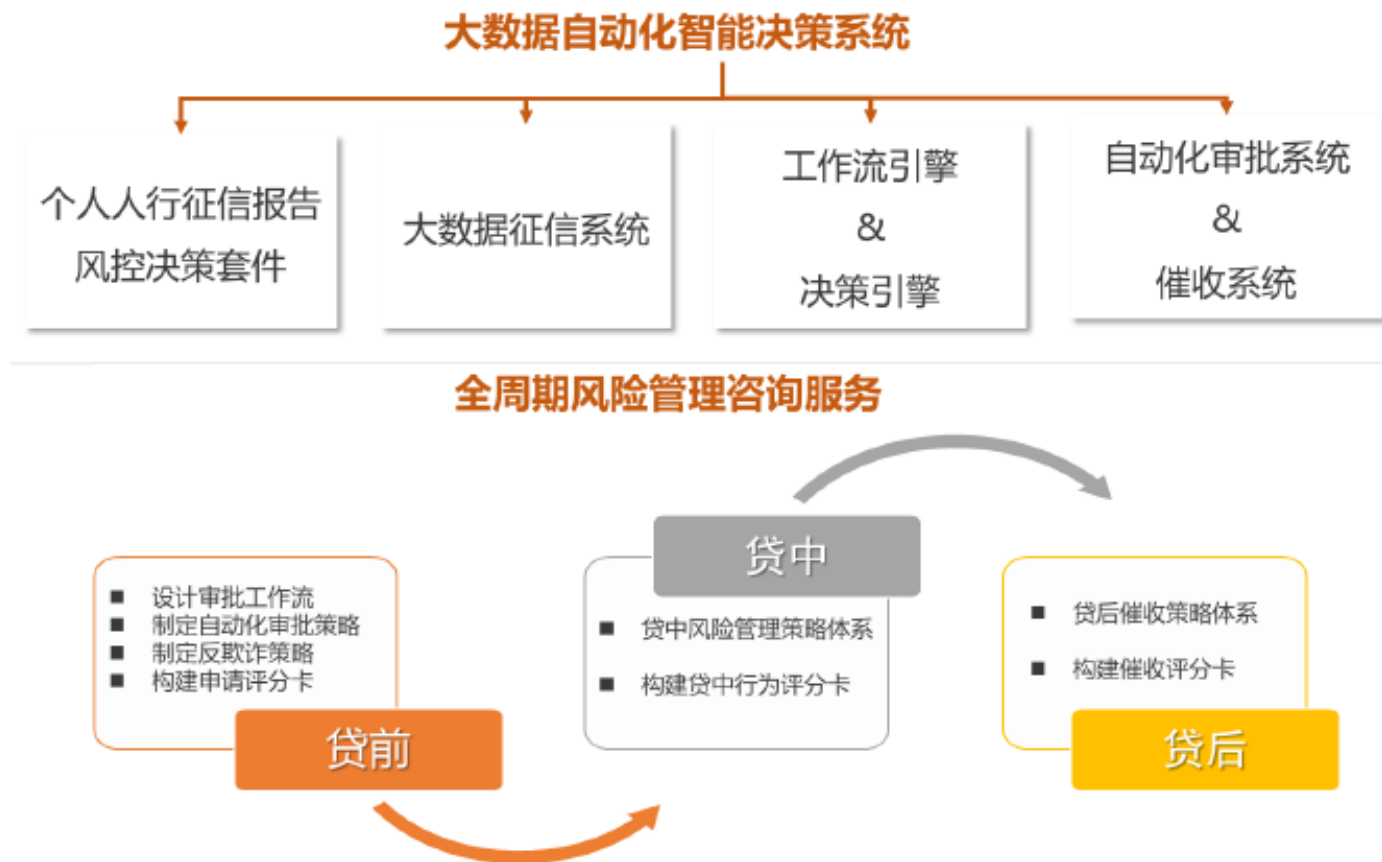 大数据自动化智能决策系统
个人人行征信报告
风控决策套件
大数据征信系统
工作流引擎
&
决策引擎
自动化审批系统
&
催收系统
全周期风险管理咨询服务
■ 设计审批工作流
■ 制定自动化审批策略
■ 制定反欺诈策略
■ 构建申请评分卡
贷前
贷中
■ 贷中风险管理策略体系
■ 构建贷中行为评分卡
■ 贷后催收策略体系
■ 构建催收评分卡
贷后